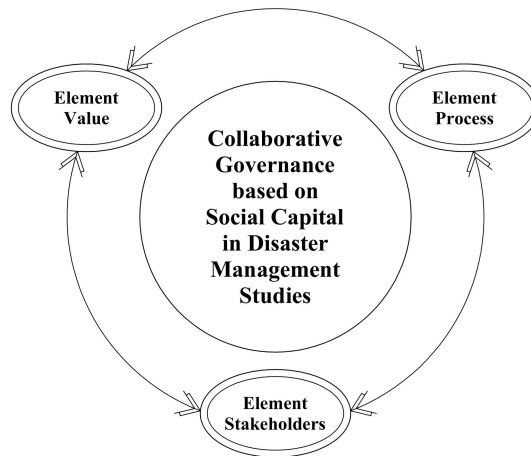 Element
Value
Element
Process
Collaborative
Governance
based on
Social Capital
in Disaster
Management
Studies
Element
Stakeholders